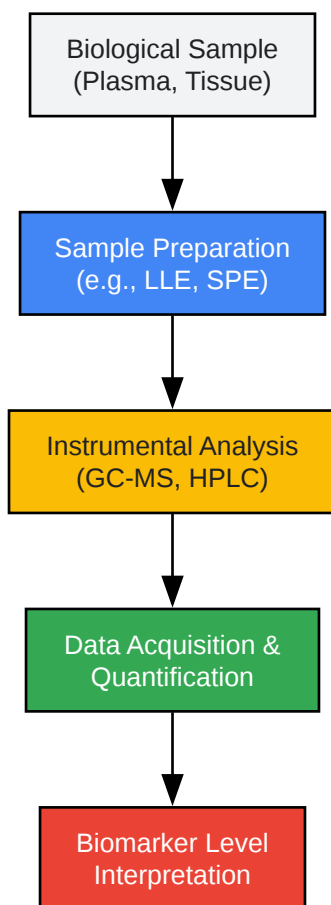 Biological Sample
(Plasma, Tissue)
Sample Preparation
(e.g., LLE, SPE)
Instrumental Analysis
(GC-MS, HPLC)
Data Acquisition &
Quantification
Biomarker Level
Interpretation